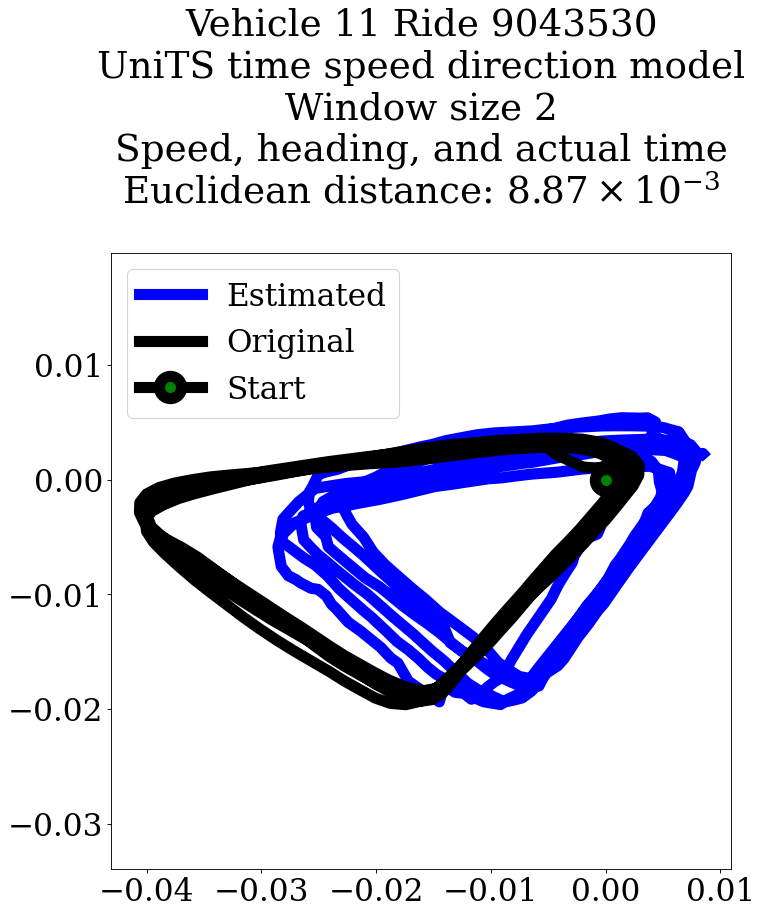 Vehicle 11 Ride 9043530
UniTS time speed direction model
Window size 2
Speed, heading, and actual time
Euclidean distance: 8.87 × 10⁻³
Estimated
Original
Start
0.01
0.00
−0.01
−0.02
−0.03
−0.04 −0.03 −0.02 −0.01 0.00 0.01